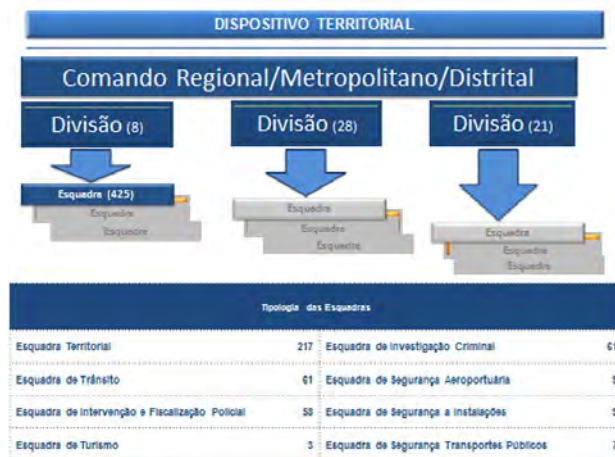 DISPOSITIVO TERRITORIAL
Comando Regional/Metropolitano/Distrital
Divisão (8) Divisão (28) Divisão (21)
Esquadra (425)
Esquadra
Esquadra
Esquadra
Esquadra
Esquadra
Esquadra
Esquadra
Esquadra
Tipologia das Esquadras
Esquadra Territorial 217 Esquadra de Investigação Criminal
Esquadra de Trânsito 61 Esquadra de Segurança Aeroportuária
Esquadra de Intervenção e Fiscalização Policial 58 Esquadra de Segurança a Instalações
Esquadra de Turismo 3 Esquadra de Segurança Transportes Públicos